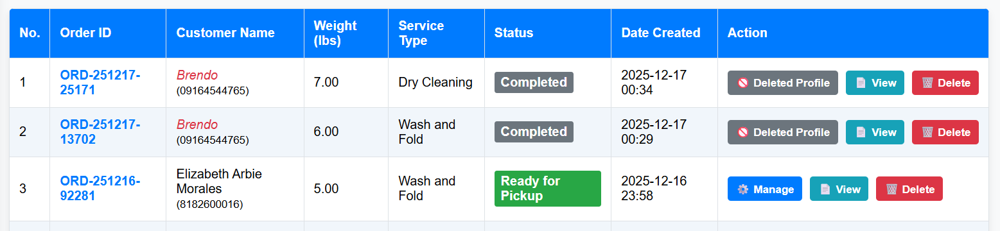 No. Order ID Customer Name Weight (lbs) Service Type Status Date Created Action
1 ORD-251217-25171 Brendo (09164544765) 7.00 Dry Cleaning Completed 2025-12-17 00:34 Deleted Profile View Delete
2 ORD-251217-13702 Brendo (09164544765) 6.00 Wash and Fold Completed 2025-12-17 00:29 Deleted Profile View Delete
3 ORD-251216-92281 Elizabeth Arbie Morales (8182600016) 5.00 Wash and Fold Ready for Pickup 2025-12-16 23:58 Manage View Delete